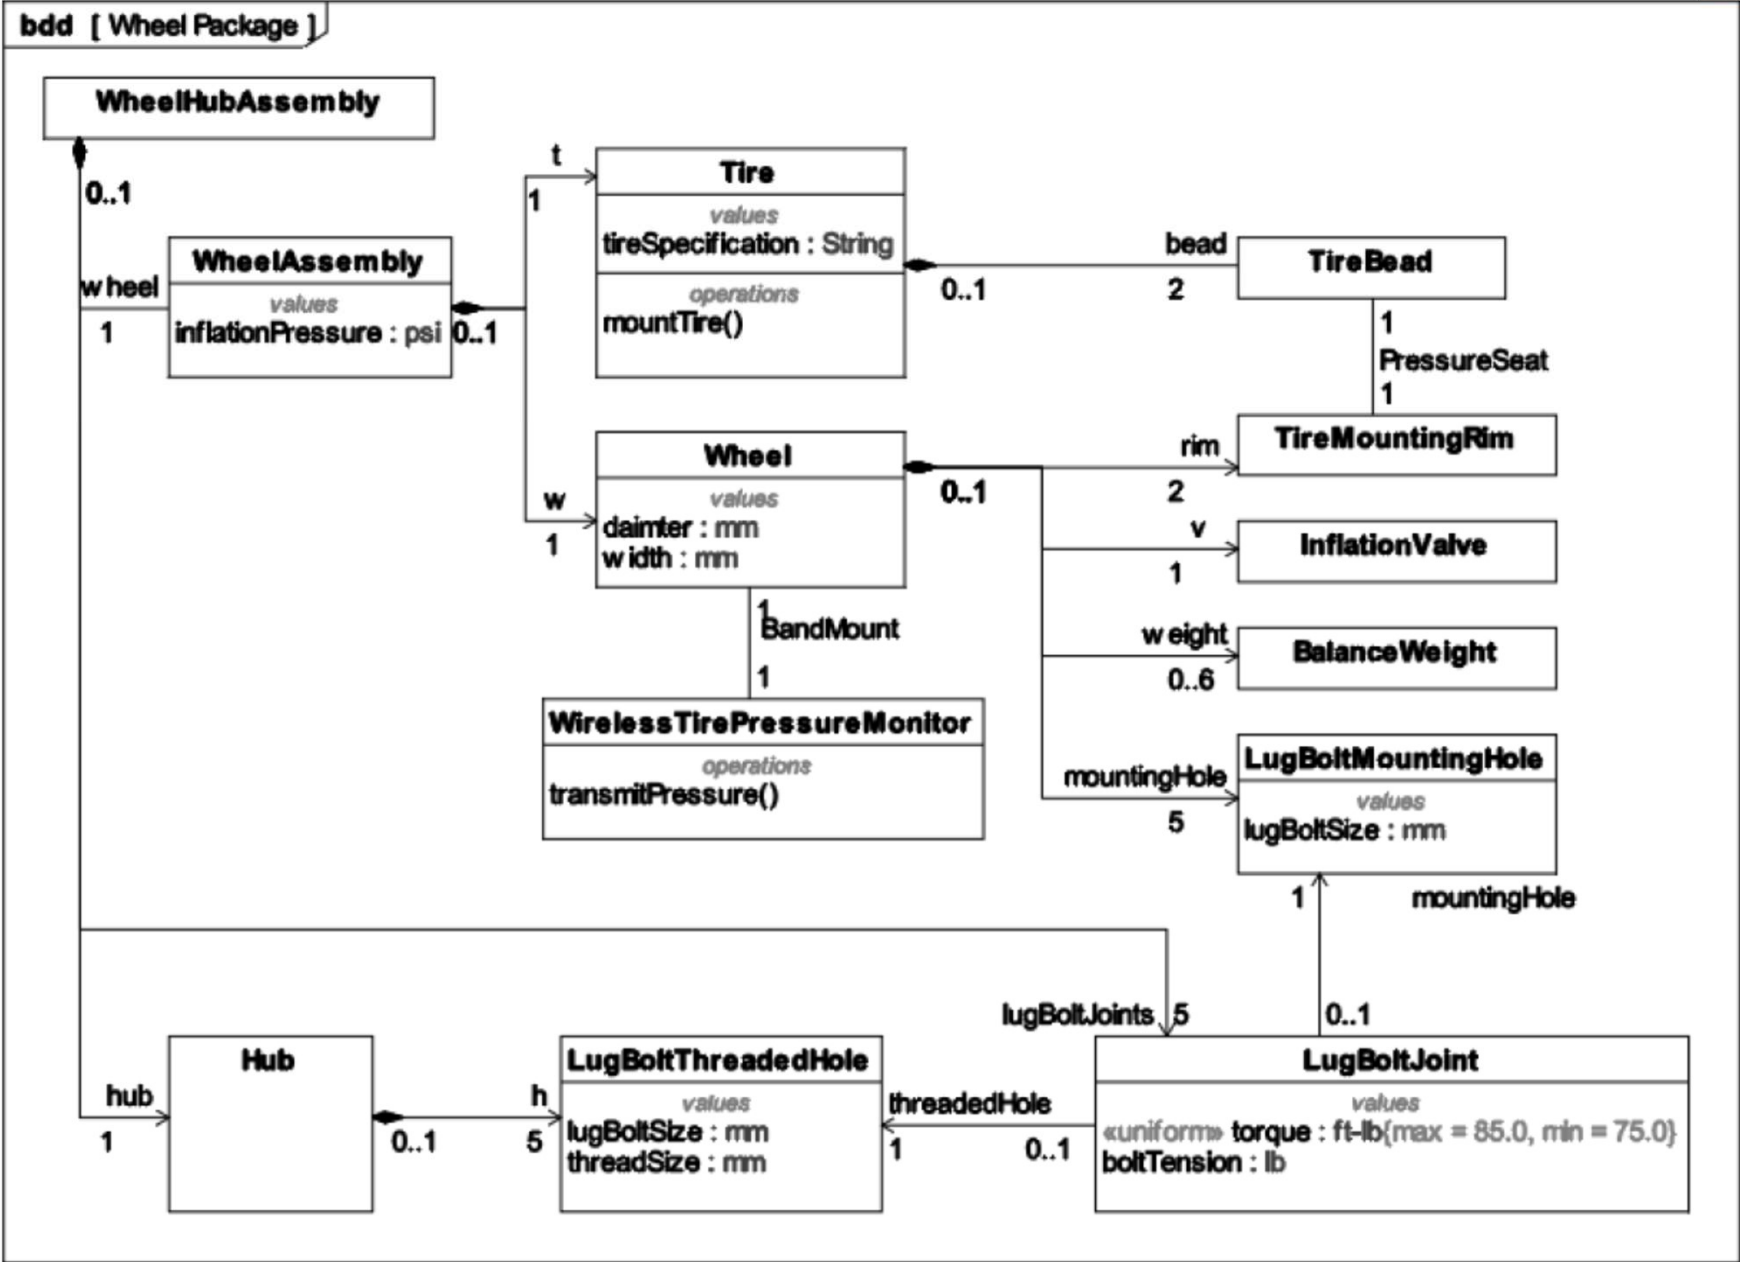 bdd [ Wheel Package ]
WheelHubAssembly
0..1
WheelAssembly
values
inflationPressure : psi
wheel
1
0..1
t
1
Tire
values
tireSpecification : String
operations
mountTire()
0..1
bead
2
TireBead
1
PressureSeat
1
w
1
Wheel
values
daimter : mm
width : mm
0..1
rim
2
TireMountingRim
v
1
InflationValve
weight
0..6
BalanceWeight
mountingHole
5
LugBoltMountingHole
values
lugBoltSize : mm
1
BandMount
1
WirelessTirePressureMonitor
operations
transmitPressure()
1
mountingHole
0..1
lugBoltJoints
5
hub
1
Hub
0..1
h
5
LugBoltThreadedHole
values
lugBoltSize : mm
threadSize : mm
threadedHole
1
0..1
LugBoltJoint
values
«uniform» torque : ft-lb{max = 85.0, min = 75.0}
boltTension : lb